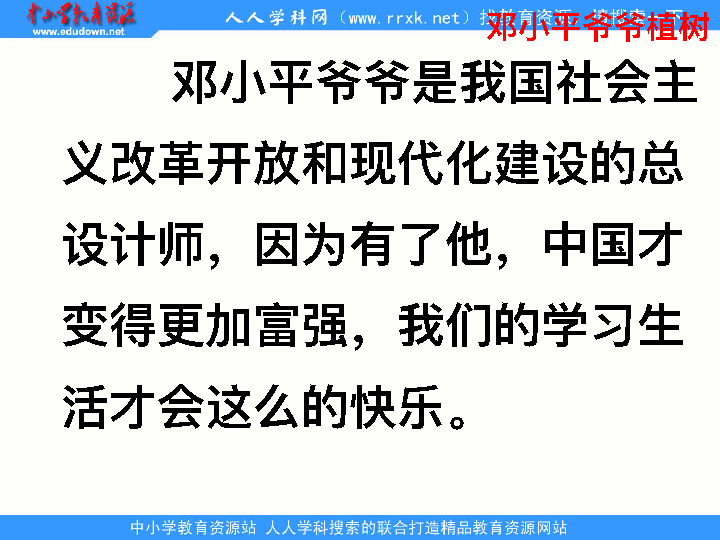 中小学教育资源
www.edudown.net
人人学科网（www.rrxk.net）找教育资源
邓小平爷爷植树
邓小平爷爷是我国社会主
义改革开放和现代化建设的总
设计师，因为有了他，中国才
变得更加富强，我们的学习生
活才会这么的快乐。
中小学教育资源站 人人学科搜索的联合打造精品教育资源网站